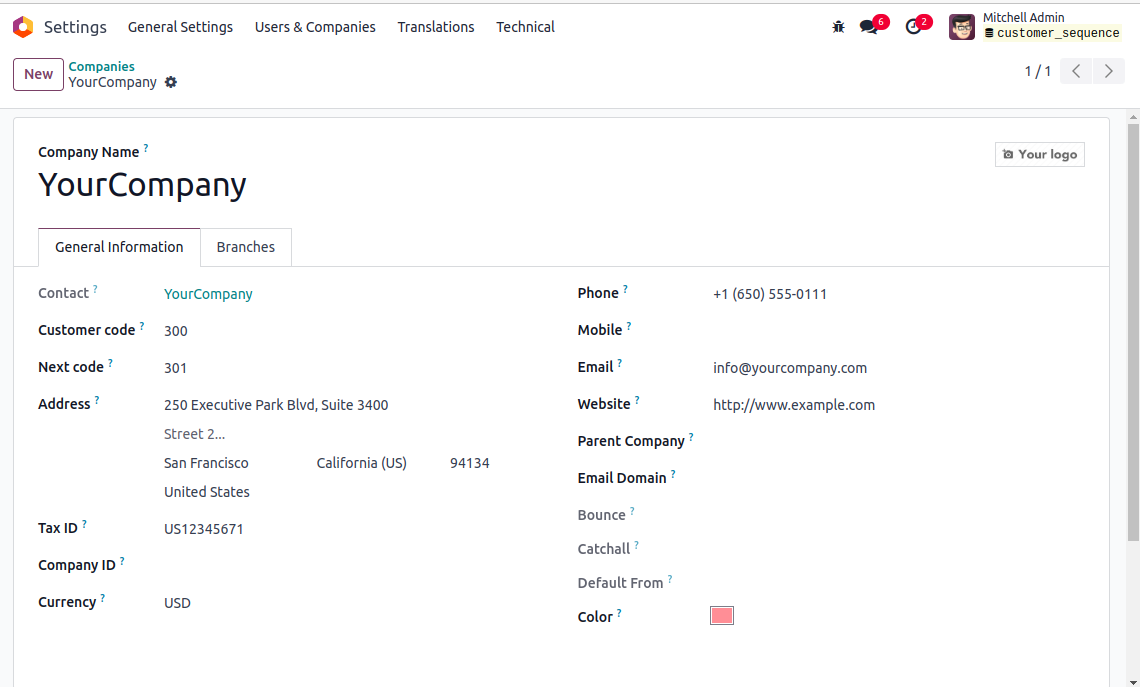 Settings General Settings Users & Companies Translations Technical 6 2 Mitchell Admin
customer_sequence
New Companies 1 / 1
YourCompany
Company Name ? Your logo
YourCompany
General Information Branches
Contact ? YourCompany Phone ? +1 (650) 555-0111
Customer code ? 300 Mobile ?
Next code ? 301 Email ? info@yourcompany.com
Address ? 250 Executive Park Blvd, Suite 3400 Website ? http://www.example.com
Street 2... Parent Company ?
San Francisco California (US) 94134 Email Domain ?
United States
Bounce ?
Tax ID ? US12345671
Catchall ?
Company ID ?
Default From ?
Currency ? USD
Color ?